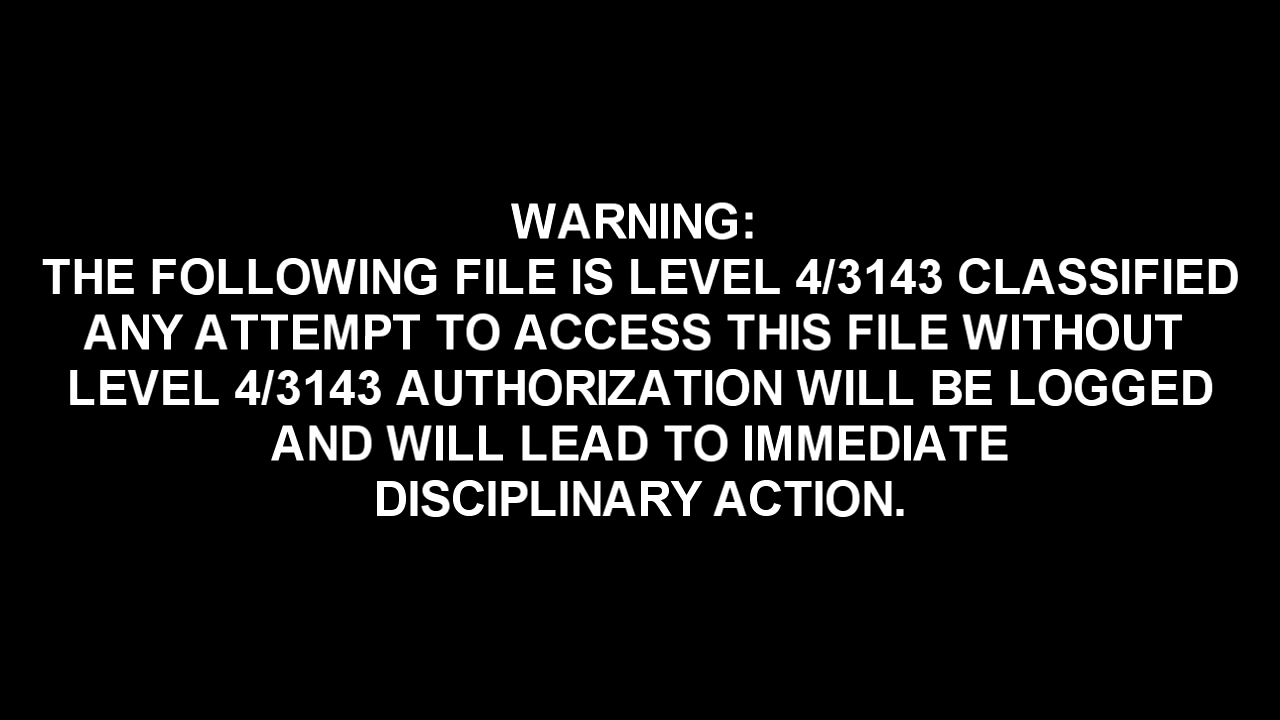 WARNING:
THE FOLLOWING FILE IS LEVEL 4/3143 CLASSIFIED
ANY ATTEMPT TO ACCESS THIS FILE WITHOUT
LEVEL 4/3143 AUTHORIZATION WILL BE LOGGED
AND WILL LEAD TO IMMEDIATE
DISCIPLINARY ACTION.